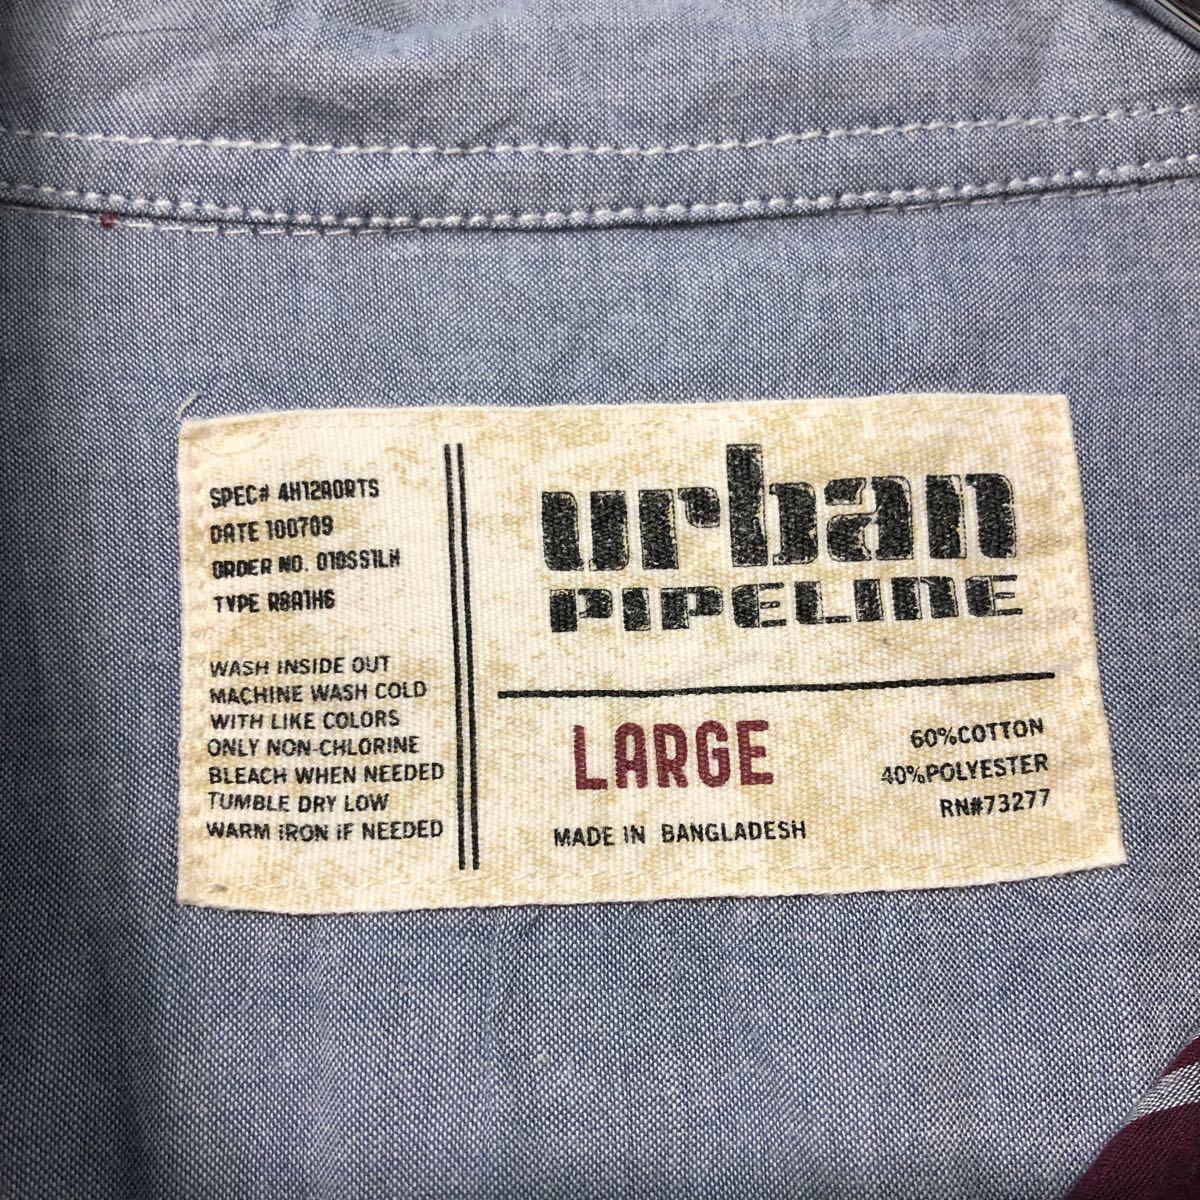 SPEC# 4H12A0RTS
DATE 100709
ORDER NO. 010SS1LH
TYPE R8A1H6
WASH INSIDE OUT
MACHINE WASH COLD
WITH LIKE COLORS
ONLY NON-CHLORINE
BLEACH WHEN NEEDED
TUMBLE DRY LOW
WARM IRON IF NEEDED
urban
PIPELINE
LARGE
MADE IN BANGLADESH
60%COTTON
40%POLYESTER
RN#73277